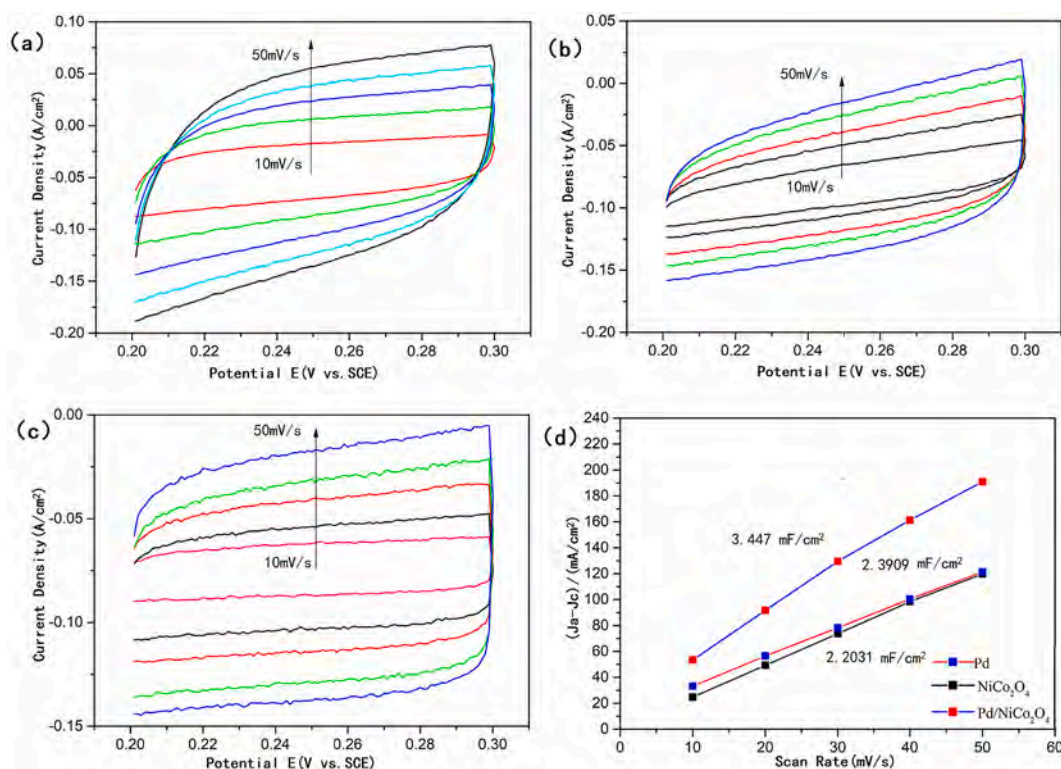 (a)
0.10
0.05
0.00
-0.05
-0.10
-0.15
-0.20
Current Density(A/cm²)
50mV/s
10mV/s
0.20 0.22 0.24 0.26 0.28 0.30
Potential E(V vs.SCE)
(b)
0.05
0.00
-0.05
-0.10
-0.15
-0.20
Current Density(A/cm²)
50mV/s
10mV/s
0.20 0.22 0.24 0.26 0.28 0.30
Potential E(V vs.SCE)
(c)
0.00
-0.05
-0.10
-0.15
Current Density(A/cm²)
50mV/s
10mV/s
0.20 0.22 0.24 0.26 0.28 0.30
Potential E(V vs.SCE)
(d)
240
220
200
180
160
140
120
100
80
60
40
20
0
(Ja-Jc)/(mA/cm²)
3.447 mF/cm²
2.3909 mF/cm²
2.2031 mF/cm²
Pd
NiCo₂O₄
Pd/NiCo₂O₄
0 10 20 30 40 50 60
Scan Rate(mV/s)